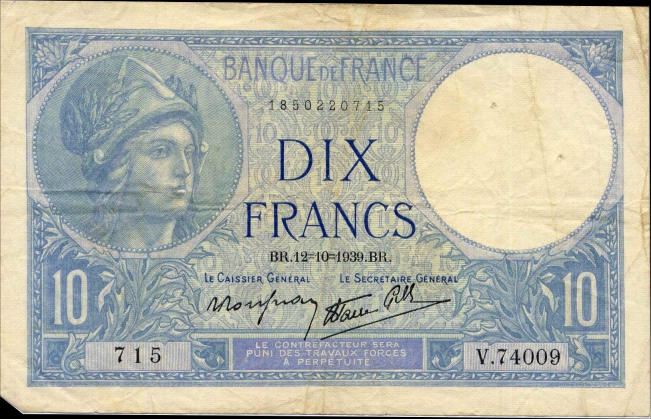 BANQUE DE FRANCE
1850220715
DIX
FRANCS
BR.12=10=1939.BR.
LE CAISSIER GÉNÉRAL LE SECRÉTAIRE GÉNÉRAL
10 10
715 V.74009
LE CONTREFACTEUR SERA
PUNI DES TRAVAUX FORCÉS
À PERPÉTUITÉ